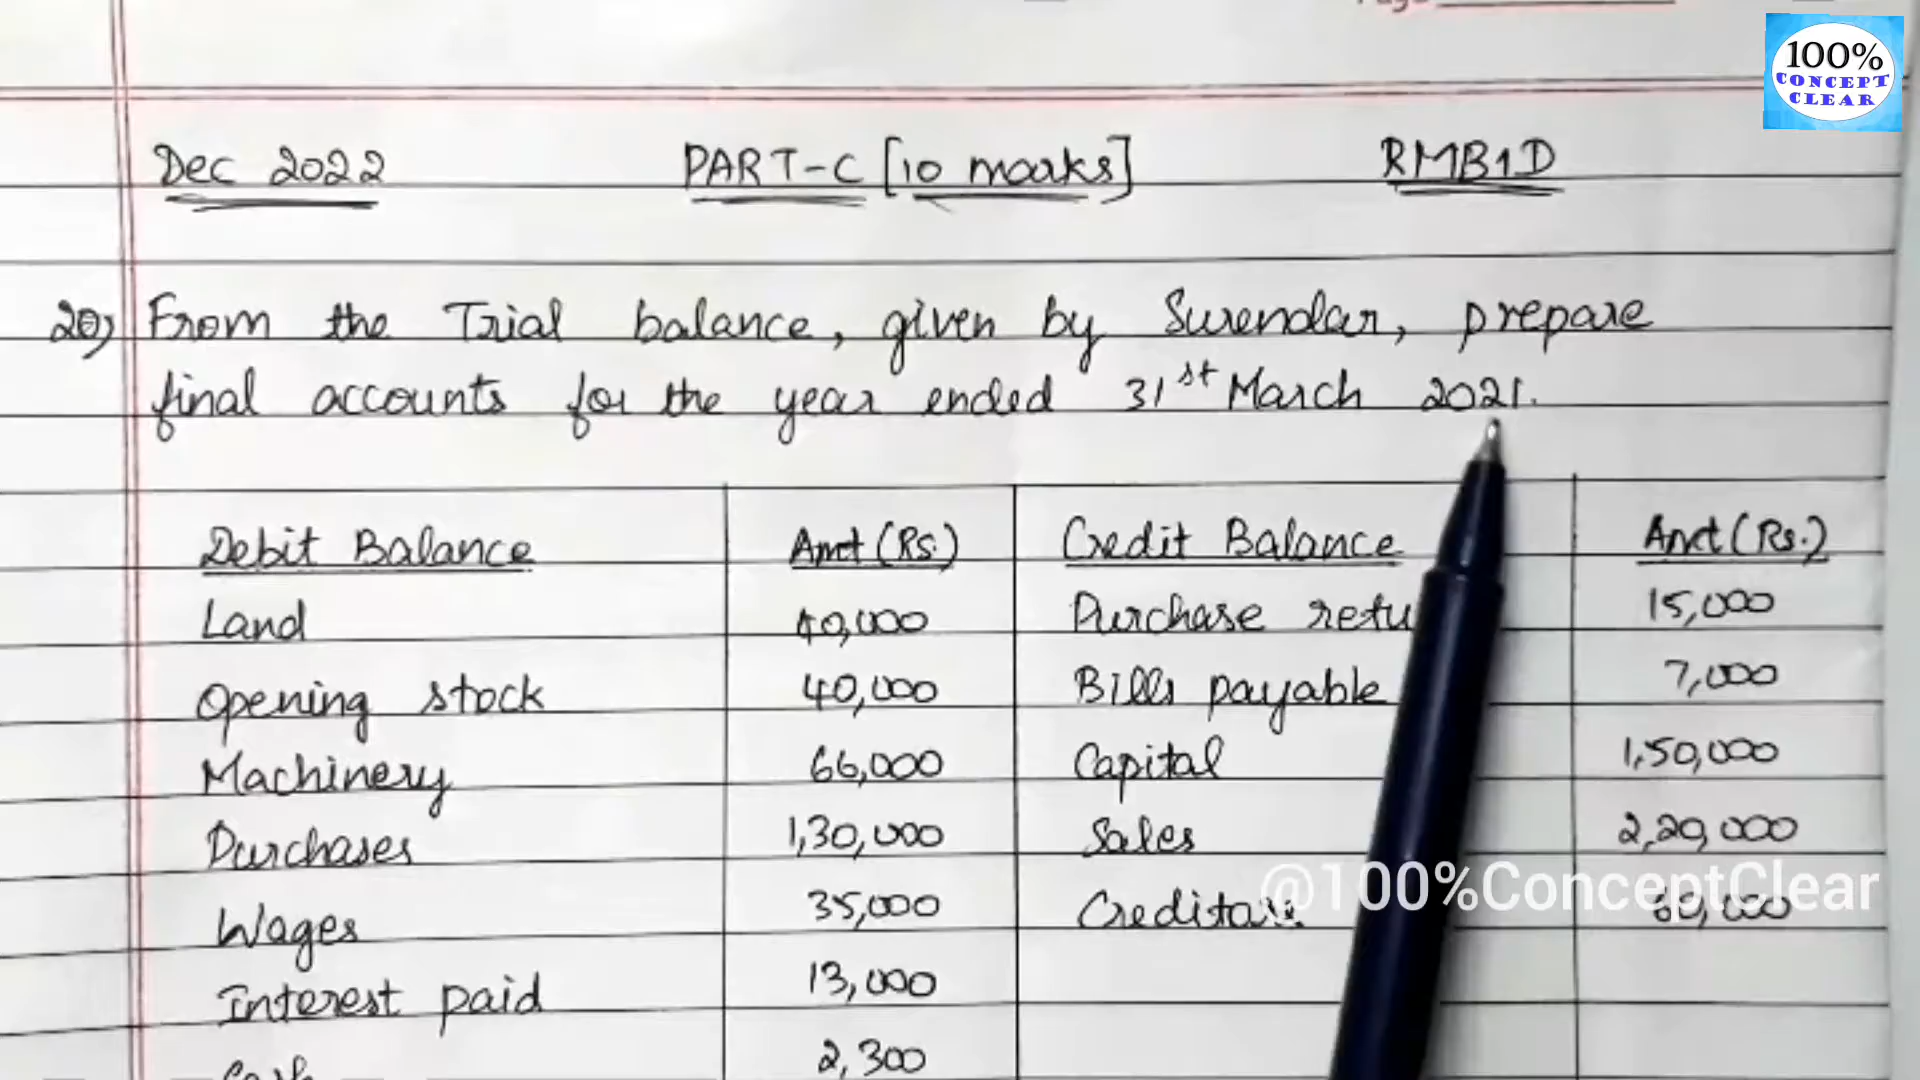 Page
100%
CONCEPT
CLEAR
Dec 2022 PART-C [10 marks] RMB1D
20) From the Trial balance, given by Surendar, prepare
final accounts for the year ended 31st March 2021.
Debit Balance Amt (Rs.) Credit Balance Amt (Rs.)
Land 40,000 Purchase retu 15,000
Opening stock 40,000 Bills payable 7,000
Machinery 66,000 Capital 1,50,000
Purchases 1,30,000 Sales 2,20,000
@100%ConceptClear
Wages 35,000 Creditors
Interest paid 13,000
Cash 2,300